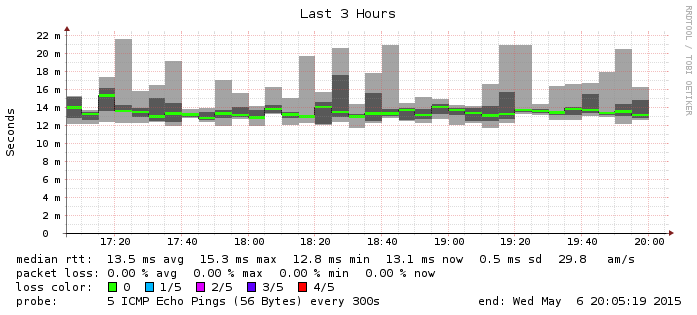 Last 3 Hours
RRDTOOL / TOBI OETIKER
Seconds
22 m
20 m
18 m
16 m
14 m
12 m
10 m
8 m
6 m
4 m
2 m
0
17:20 17:40 18:00 18:20 18:40 19:00 19:20 19:40 20:00
median rtt: 13.5 ms avg 15.3 ms max 12.8 ms min 13.1 ms now 0.5 ms sd 29.8 am/s
packet loss: 0.00 % avg 0.00 % max 0.00 % min 0.00 % now
loss color: 0 1/5 2/5 3/5 4/5
probe: 5 ICMP Echo Pings (56 Bytes) every 300s end: Wed May 6 20:05:19 2015